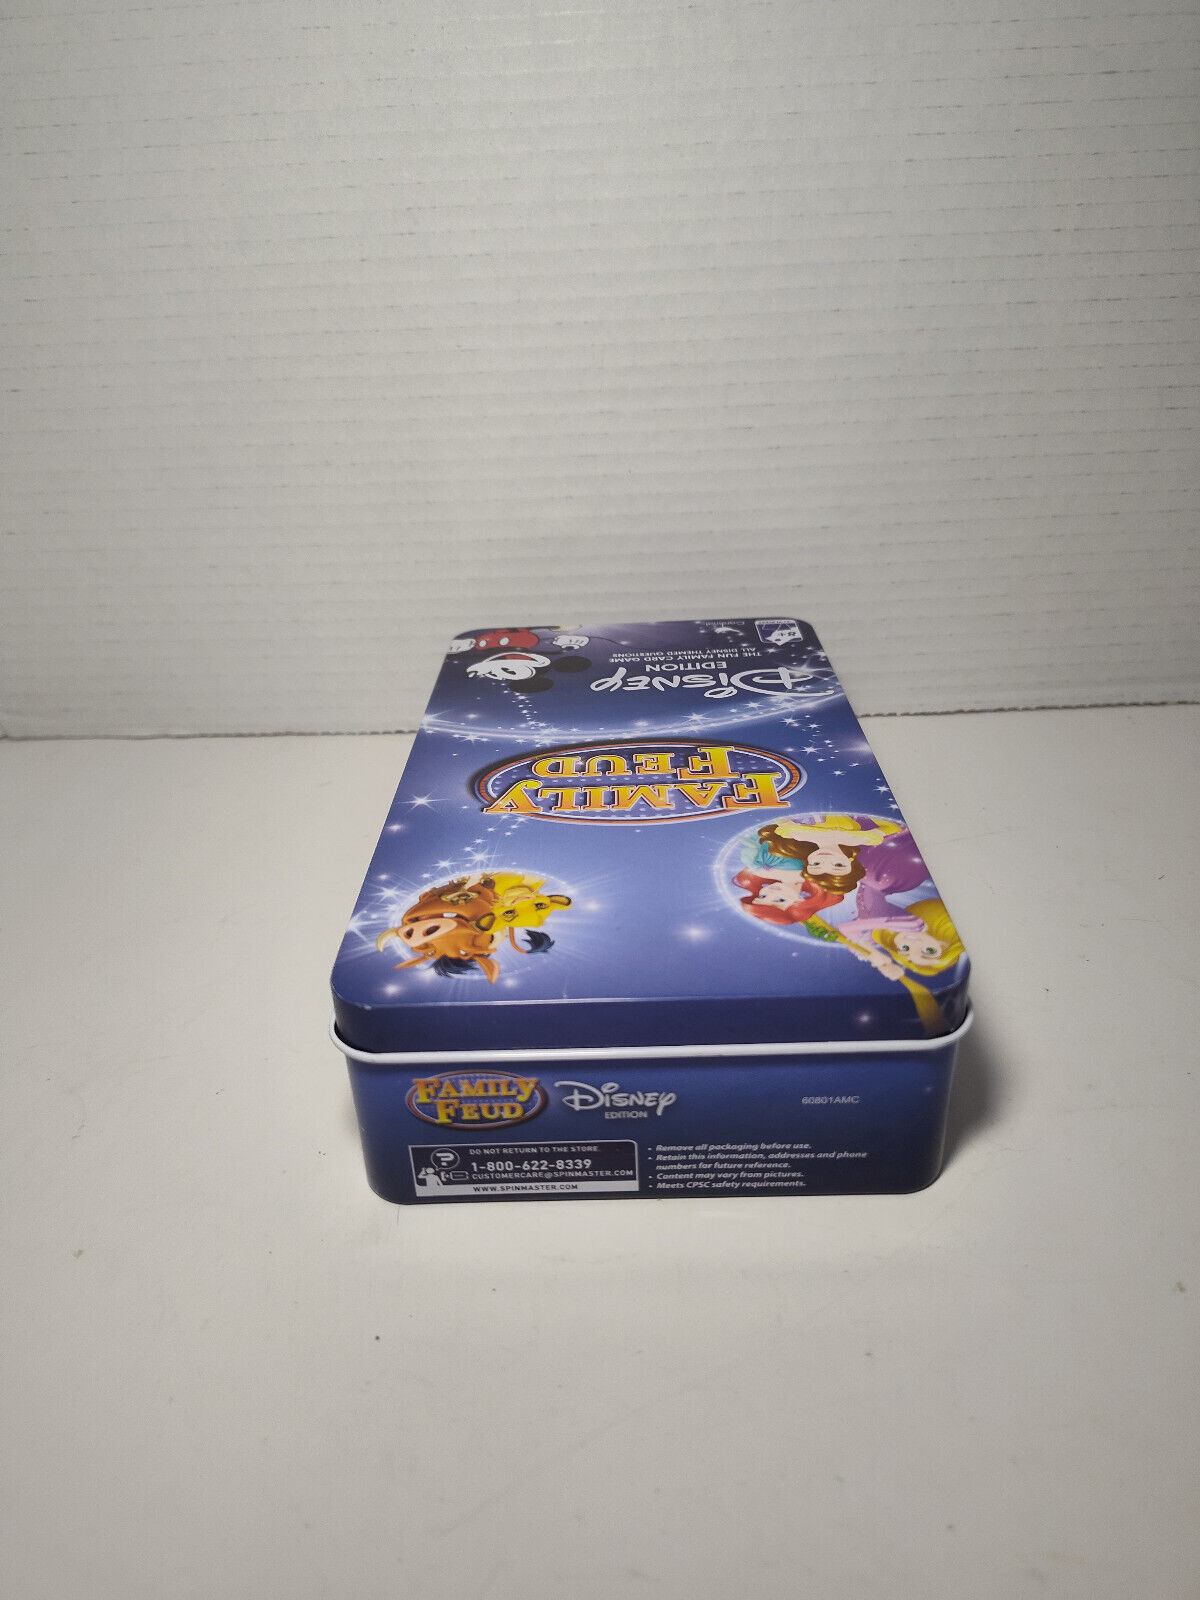 DISNEY
EDITION
THE FUN FAMILY CARD GAME
ALL DISNEY THEMED QUESTIONS
8+
Cardinal
FAMILY
FEUD
FAMILY
FEUD
DISNEY
EDITION
60801AMC
DO NOT RETURN TO THE STORE.
?
1-800-622-8339
CUSTOMERCARE@SPINMASTER.COM
WWW.SPINMASTER.COM
• Remove all packaging before use.
• Retain this information, addresses and phone
numbers for future reference.
• Content may vary from pictures.
• Meets CPSC safety requirements.